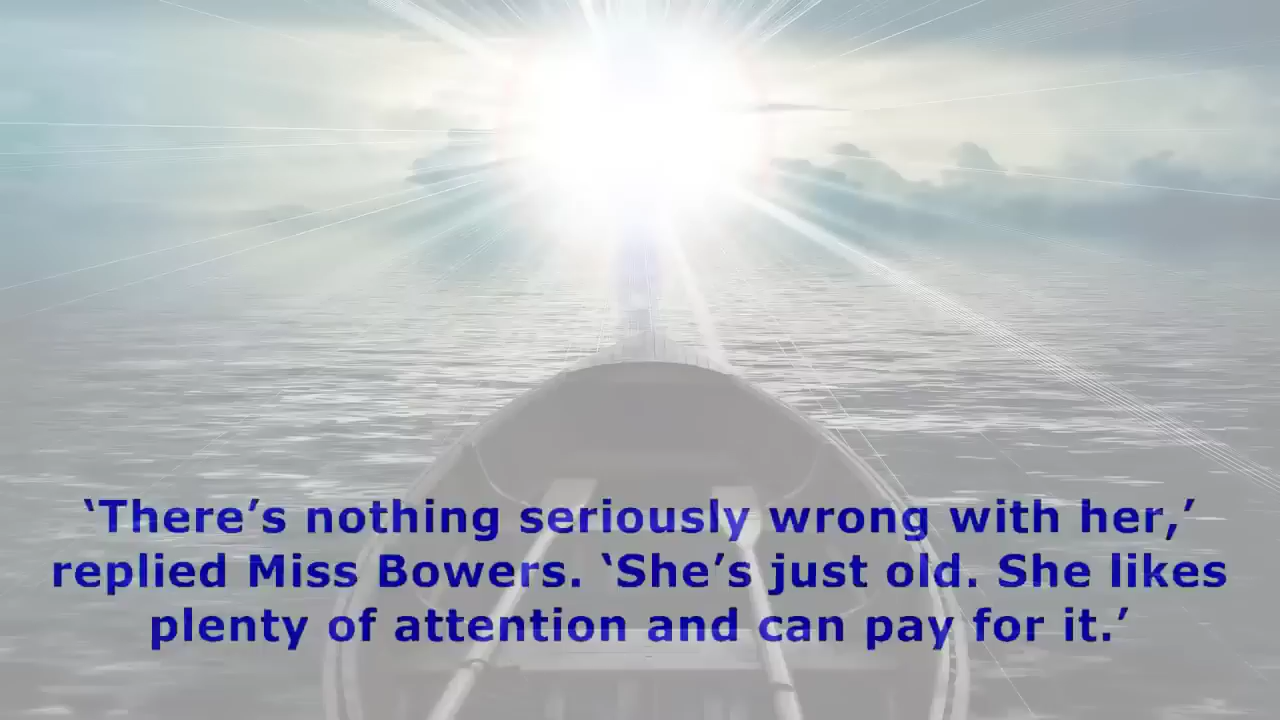 ‘There’s nothing seriously wrong with her,’
replied Miss Bowers. ‘She’s just old. She likes
plenty of attention and can pay for it.’